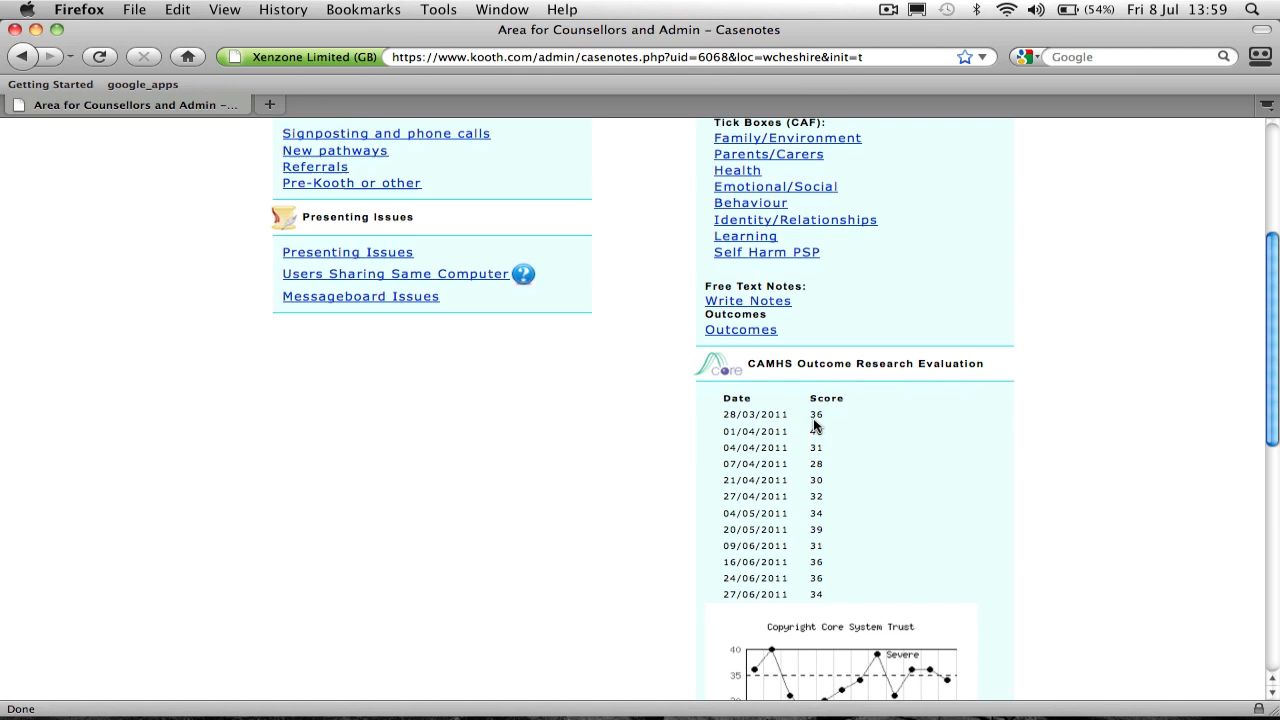 Firefox File Edit View History Bookmarks Tools Window Help (54%) Fri 8 Jul 13:59
Area for Counsellors and Admin – Casenotes
Xenzone Limited (GB) https://www.kooth.com/admin/casenotes.php?uid=6068&loc=wcheshire&init=t Google
Getting Started google_apps
Area for Counsellors and Admin –...
Signposting and phone calls
New pathways
Referrals
Pre-Kooth or other
Presenting Issues
Presenting Issues
Users Sharing Same Computer ?
Messageboard Issues
Tick Boxes (CAF):
Family/Environment
Parents/Carers
Health
Emotional/Social
Behaviour
Identity/Relationships
Learning
Self Harm PSP
Free Text Notes:
Write Notes
Outcomes
Outcomes
core CAMHS Outcome Research Evaluation
Date Score
28/03/2011 36
01/04/2011
04/04/2011 31
07/04/2011 28
21/04/2011 30
27/04/2011 32
04/05/2011 34
20/05/2011 39
09/06/2011 31
16/06/2011 36
24/06/2011 36
27/06/2011 34
Copyright Core System Trust
40 Severe
35
Done